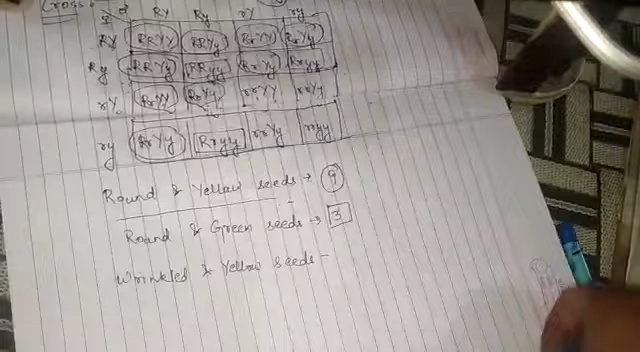 Cross:
♀ ♂ RY Ry rY ry
RY RRYY RRYy RrYY RrYy
Ry RRYy RRyy RrYy Rryy
rY RrYY RrYy rrYY rrYy
ry RrYy Rryy rrYy rryy
Round & Yellow seeds → 9
Round & Green seeds → 3
Wrinkled & Yellow seeds -